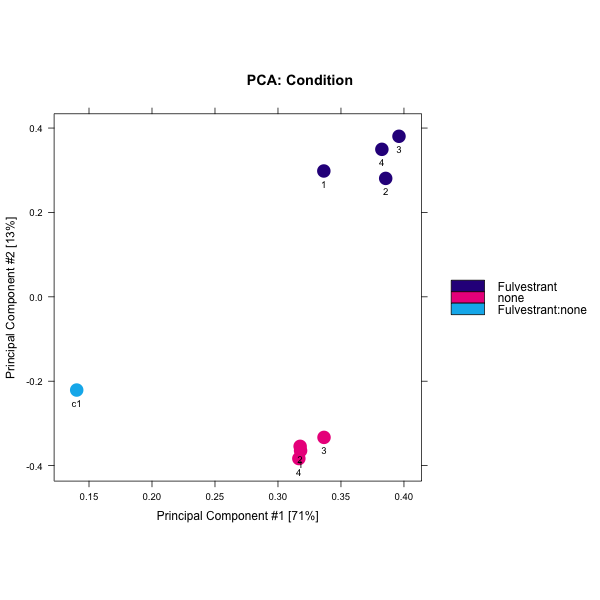 PCA: Condition
0.4
0.2
0.0
-0.2
-0.4
Principal Component #2 [13%]
3
4
1
2
c1
3
2
1
4
0.15 0.20 0.25 0.30 0.35 0.40
Principal Component #1 [71%]
Fulvestrant
none
Fulvestrant:none